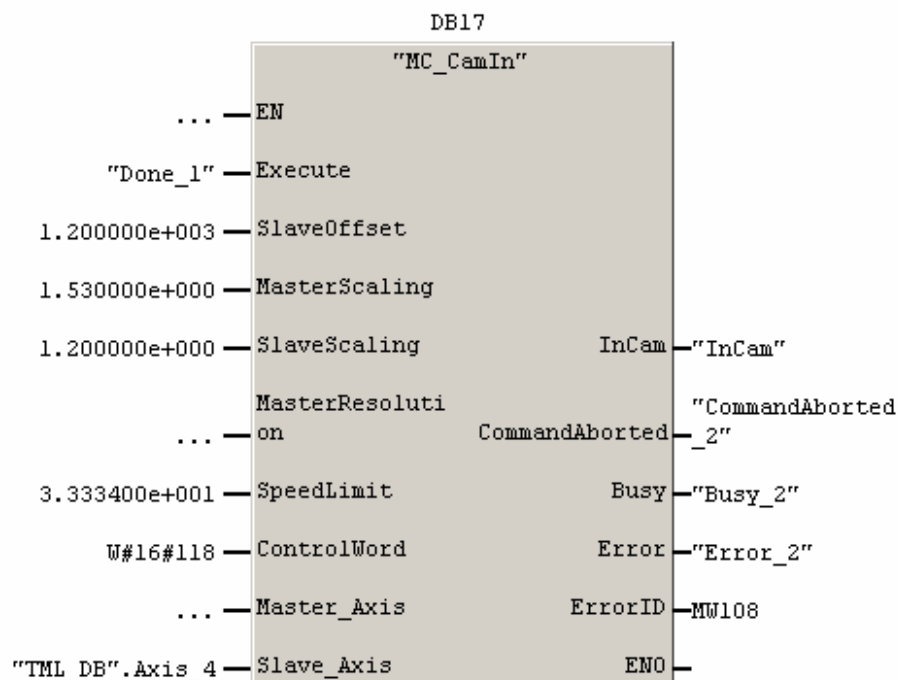 DB17
"MC_CamIn"
... EN
"Done_1" Execute
1.200000e+003 SlaveOffset
1.530000e+000 MasterScaling
1.200000e+000 SlaveScaling InCam "InCam"
MasterResoluti "CommandAborted
... on CommandAborted _2"
3.333400e+001 SpeedLimit Busy "Busy_2"
W#16#118 ControlWord Error "Error_2"
... Master_Axis ErrorID MW108
"TML DB".Axis 4 Slave_Axis ENO